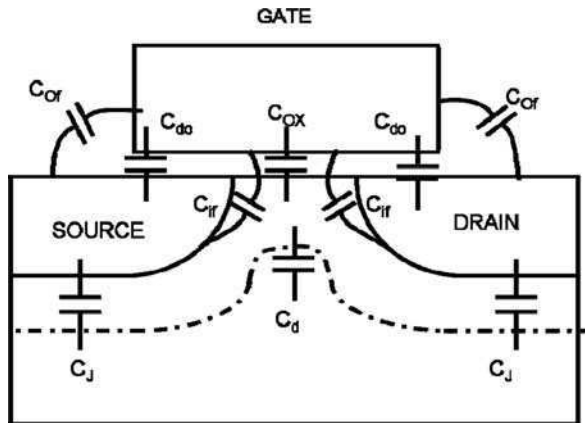 GATE
COf
Cdo
COX
Cdo
COf
Cif
Cif
SOURCE
DRAIN
Cd
CJ
CJ